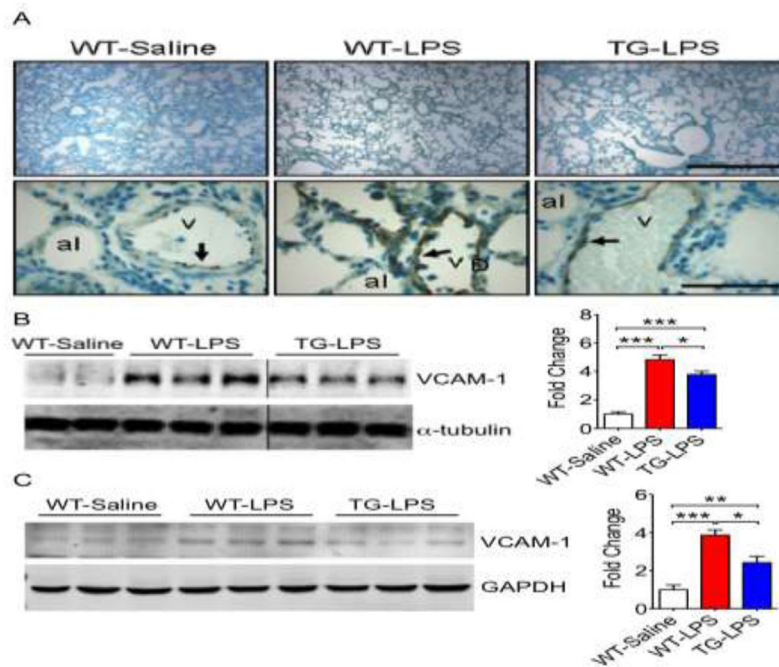 A
WT-Saline WT-LPS TG-LPS
v al
v al
al v
B
WT-Saline WT-LPS TG-LPS
VCAM-1
α-tubulin
Fold Change
8
6
4
2
0
***
*** *
WT-Saline WT-LPS TG-LPS
C
WT-Saline WT-LPS TG-LPS
VCAM-1
GAPDH
Fold Change
6
4
2
0
**
*** *
WT-Saline WT-LPS TG-LPS